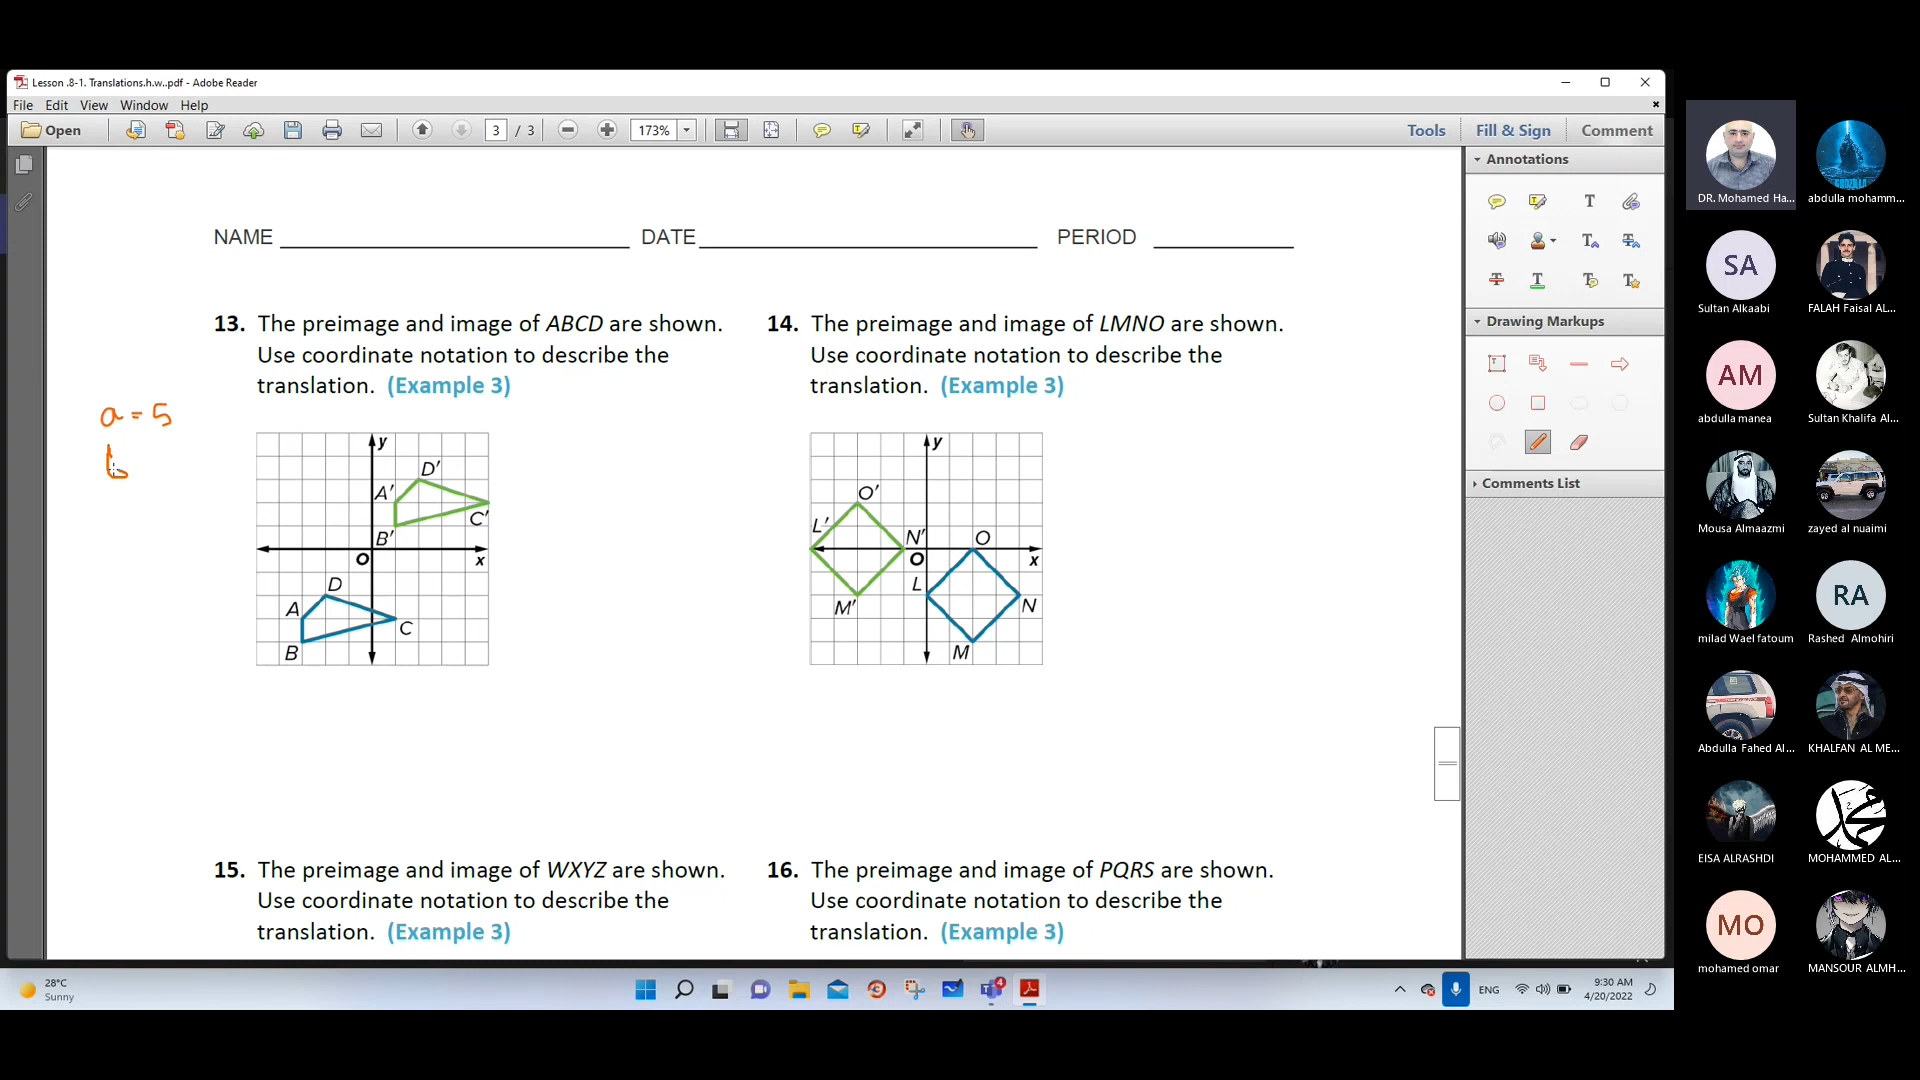 Lesson .8-1. Translations.h.w..pdf - Adobe Reader
File Edit View Window Help
Open
3 / 3
173%
Tools Fill & Sign Comment
Annotations
Drawing Markups
Comments List
NAME DATE PERIOD
13. The preimage and image of ABCD are shown.
Use coordinate notation to describe the
translation. (Example 3)
14. The preimage and image of LMNO are shown.
Use coordinate notation to describe the
translation. (Example 3)
a = 5
b
y
D'
A'
C'
B'
O
x
D
A
C
B
y
O'
L'
N'
O
O
x
L
M'
N
M
15. The preimage and image of WXYZ are shown.
Use coordinate notation to describe the
translation. (Example 3)
16. The preimage and image of PQRS are shown.
Use coordinate notation to describe the
translation. (Example 3)
DR. Mohamed Ha...
abdulla mohamm...
SA
Sultan Alkaabi
FALAH Faisal AL...
AM
abdulla manea
Sultan Khalifa Al...
Mousa Almaazmi
zayed al nuaimi
milad Wael fatoum
RA
Rashed Almohiri
Abdulla Fahed Al...
KHALFAN AL ME...
EISA ALRASHDI
MOHAMMED AL...
MO
mohamed omar
MANSOUR ALMH...
28°C
Sunny
4
ENG
9:30 AM
4/20/2022